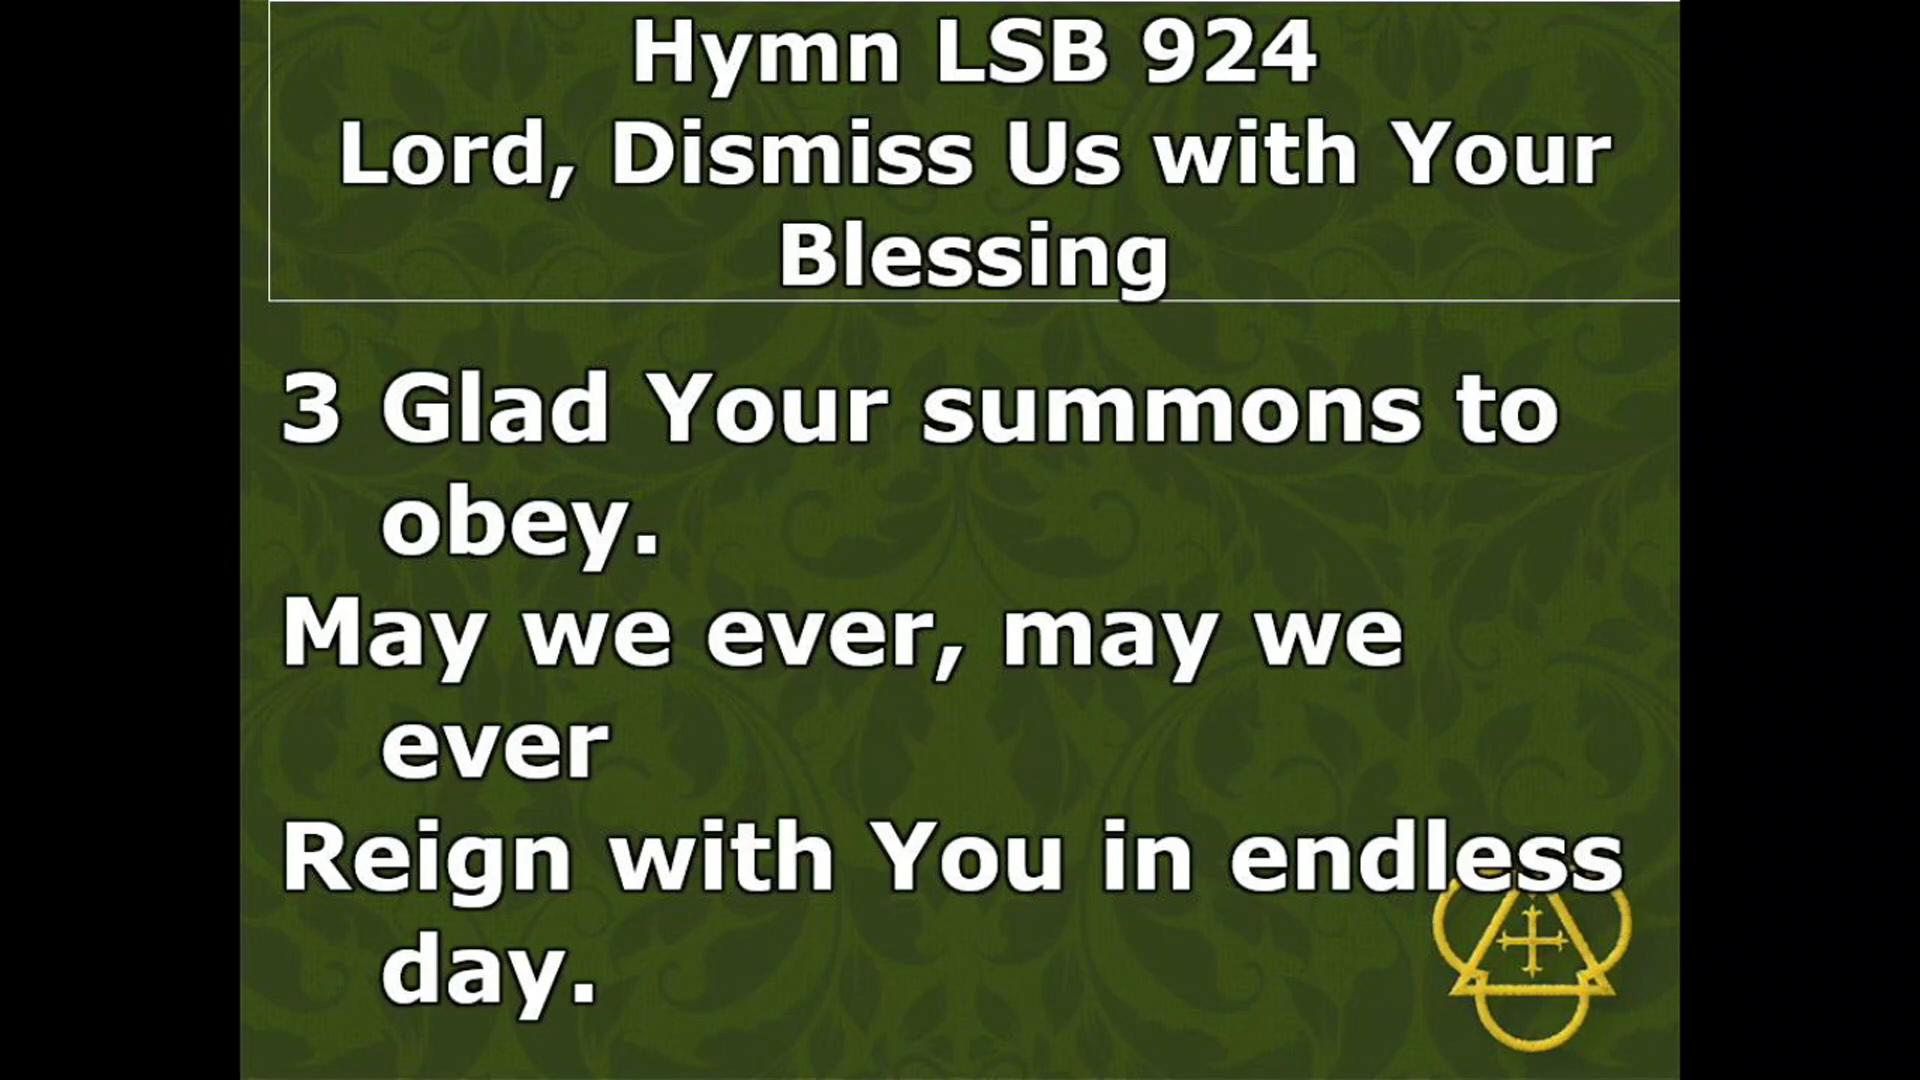 Hymn LSB 924
Lord, Dismiss Us with Your
Blessing
3 Glad Your summons to
obey.
May we ever, may we
ever
Reign with You in endless
day.